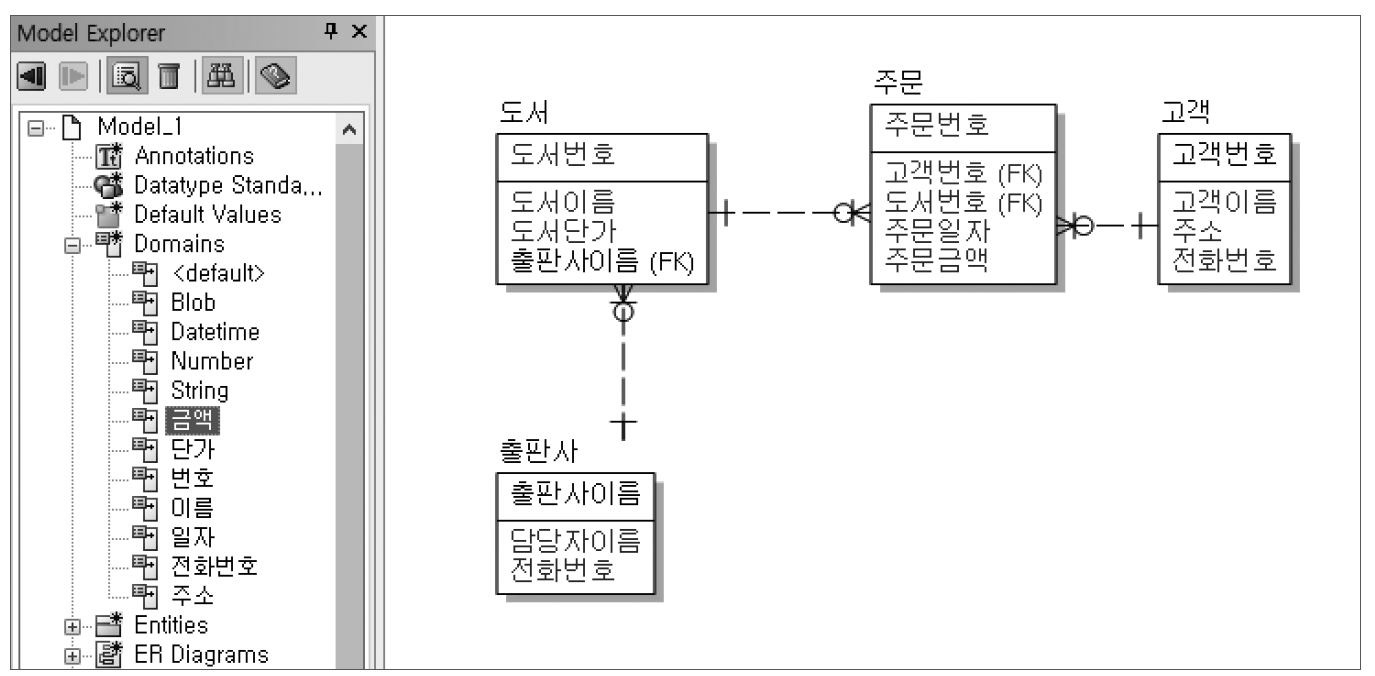 Model Explorer
Model_1
Annotations
Datatype Standa...
Default Values
Domains
<default>
Blob
Datetime
Number
String
금액
단가
번호
이름
일자
전화번호
주소
Entities
ER Diagrams
도서
도서번호
도서이름
도서단가
출판사이름 (FK)
주문
주문번호
고객번호 (FK)
도서번호 (FK)
주문일자
주문금액
고객
고객번호
고객이름
주소
전화번호
출판사
출판사이름
담당자이름
전화번호